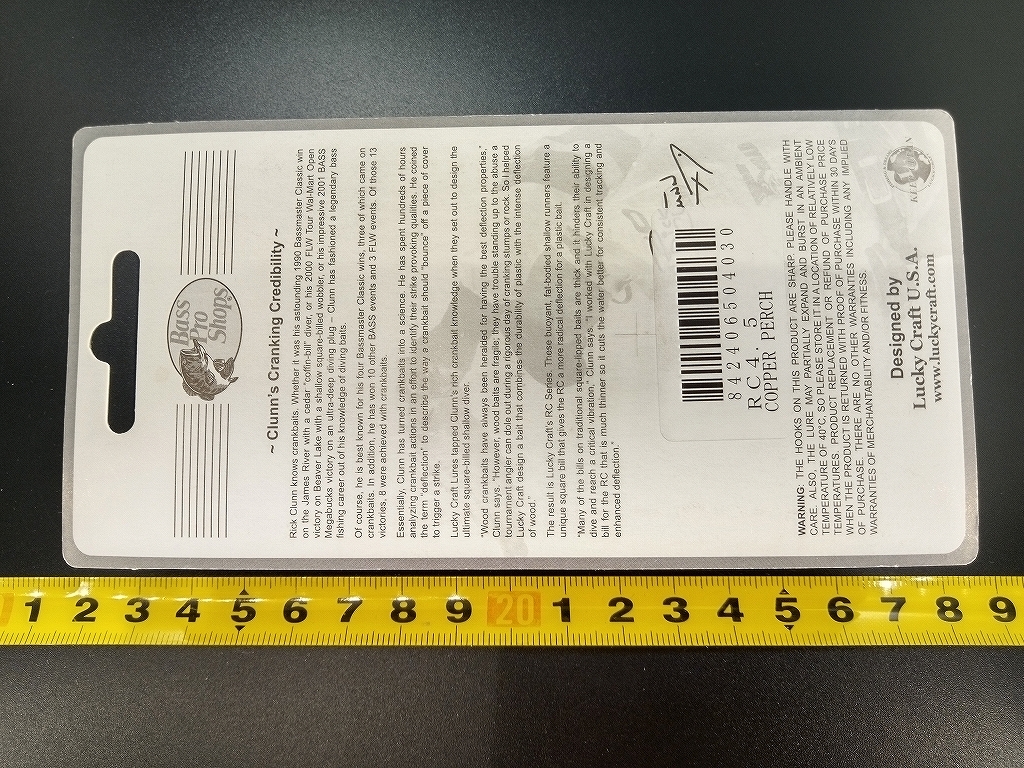 Bass
Pro
Shops
~ Clunn's Cranking Credibility ~
Rick Clunn knows crankbaits. Whether it was his astounding 1990 Bassmaster Classic win
on the James River with a cedar "coffin-bill" diver, or his 2000 FLW Tour Wal-Mart Open
victory on Beaver Lake with a shallow square-billed wobbler, or his impressive 2001 BASS
Megabucks victory on an ultra-deep diving plug – Clunn has fashioned a legendary bass
fishing career out of his knowledge of diving baits.
Of course, he is best known for his four Bassmaster Classic wins, three of which came on
crankbaits. In addition, he has won 10 other BASS events and 3 FLW events. Of those 13
victories, 8 were achieved with crankbaits.
Essentially, Clunn has turned crankbaits into a science. He has spent hundreds of hours
analyzing crankbait actions in an effort to identify their strike provoking qualities. He coined
the term "deflection" to describe the way a crankbait should "bounce" off a piece of cover
to trigger a strike.
Lucky Craft Lures tapped Clunn's rich crankbait knowledge when they set out to design the
ultimate square-billed shallow diver.
"Wood crankbaits have always been heralded for having the best deflection properties,"
Clunn says. "However, wood baits are fragile; they have trouble standing up to the abuse a
tournament angler can dole out during a rigorous day of cranking stumps or rock. So I helped
Lucky Craft design a bait that combines the durability of plastic with the intense deflection
of wood."
The result is Lucky Craft's RC Series. These buoyant, fat-bodied shallow runners feature a
unique square bill that gives the RC a more radical deflection for a plastic bait.
"Many of the bills on traditional square-lipped baits are thick and it hinders their ability to
dive and reach a critical vibration," Clunn says. "I worked with Lucky Craft in designing a
bill for the RC that is much thinner so it cuts the water better for consistent tracking and
enhanced deflection."
8 42406 50403 0
RC4.5
COPPER PERCH
WARNING: THE HOOKS ON THIS PRODUCT ARE SHARP. PLEASE HANDLE WITH
CARE. ALSO, THE LURE MAY PARTIALLY EXPAND AND BURST IN AN AMBIENT
TEMPERATURE OF 40°C, SO PLEASE STORE IT IN A LOCATION OF RELATIVELY LOW
TEMPERATURES. PRODUCT REPLACEMENT OR REFUND OF PURCHASE PRICE
WHEN THE PRODUCT IS RETURNED WITH PROOF OF PURCHASE WITHIN 30 DAYS
OF PURCHASE. THERE ARE NO OTHER WARRANTIES INCLUDING ANY IMPLIED
WARRANTIES OF MERCHANTABILITY AND/OR FITNESS.
Designed by
Lucky Craft U.S.A.
www.luckycraft.com
1 2 3 4 5 6 7 8 9 20 1 2 3 4 5 6 7 8 9